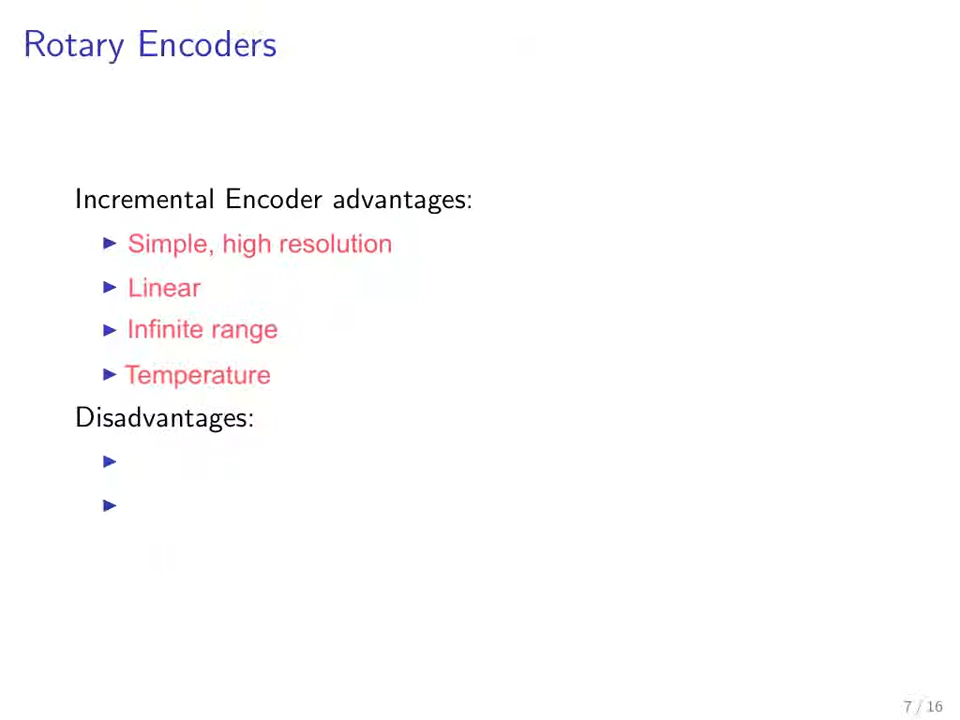 Rotary Encoders
Incremental Encoder advantages:
Simple, high resolution
Linear
Infinite range
Temperature
Disadvantages:
7 / 16